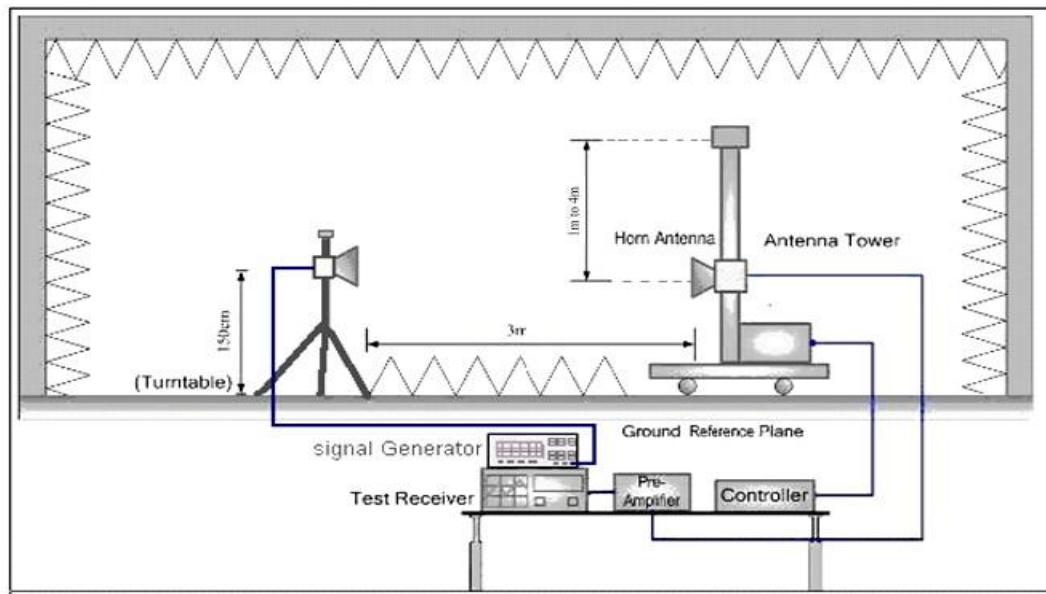 1m to 4m
Horn Antenna
Antenna Tower
150cm
3m
(Turntable)
Ground Reference Plane
signal Generator
Test Receiver
Pre-
Amplifier
Controller